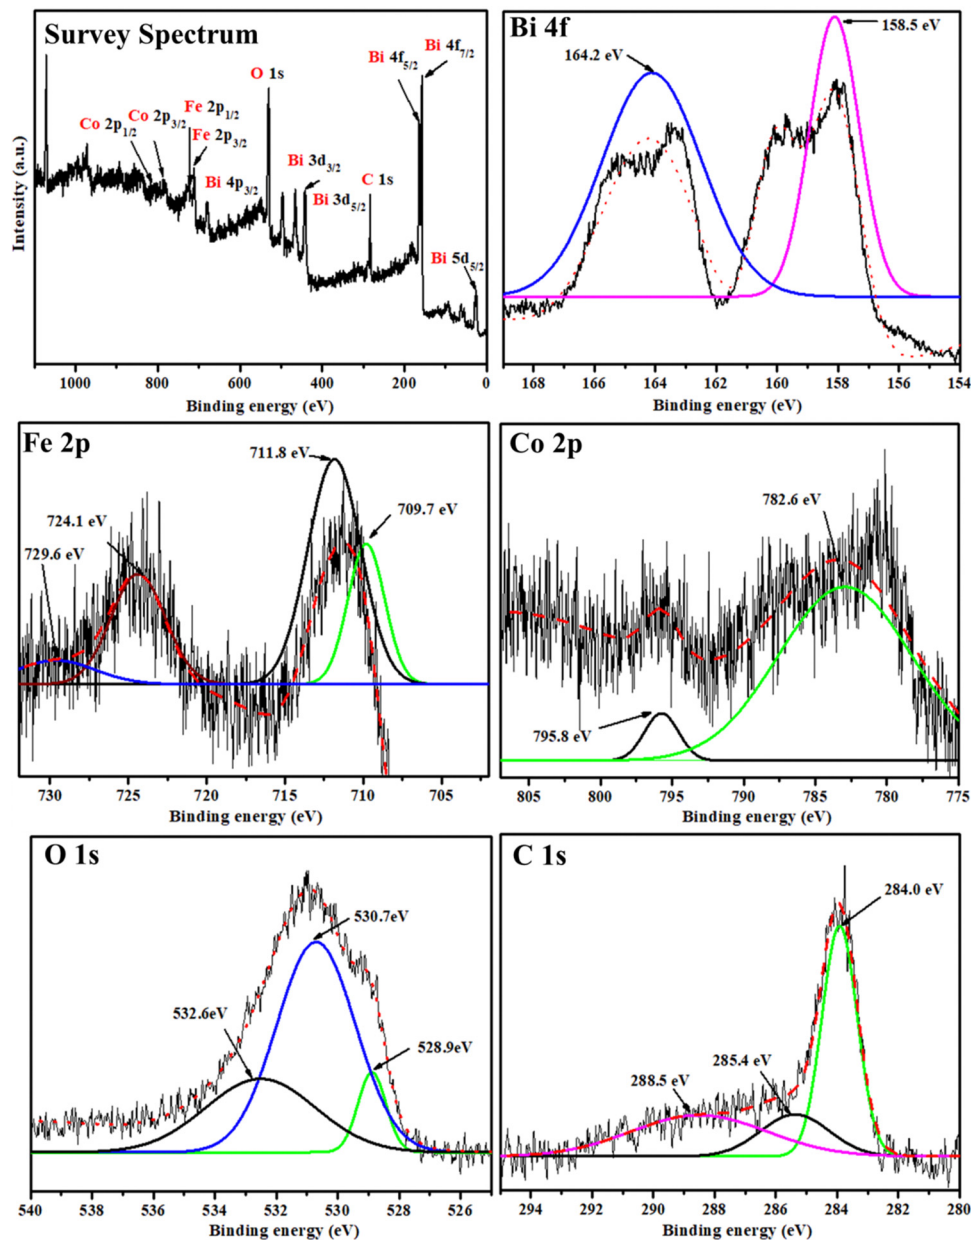 Survey Spectrum
Bi 4f7/2
Bi 4f5/2
O 1s
Fe 2p1/2
Co 2p3/2
Co 2p1/2
Fe 2p3/2
Bi 4p3/2
Bi 3d3/2
C 1s
Bi 3d5/2
Bi 5d5/2
Intensity (a.u.)
1000 800 600 400 200 0
Binding energy (eV)
Bi 4f
158.5 eV
164.2 eV
168 166 164 162 160 158 156 154
Binding energy (eV)
Fe 2p
711.8 eV
709.7 eV
724.1 eV
729.6 eV
730 725 720 715 710 705
Binding energy (eV)
Co 2p
782.6 eV
795.8 eV
805 800 795 790 785 780 775
Binding energy (eV)
O 1s
530.7eV
532.6eV
528.9eV
540 538 536 534 532 530 528 526
Binding energy (eV)
C 1s
284.0 eV
285.4 eV
288.5 eV
294 292 290 288 286 284 282 280
Binding energy (eV)